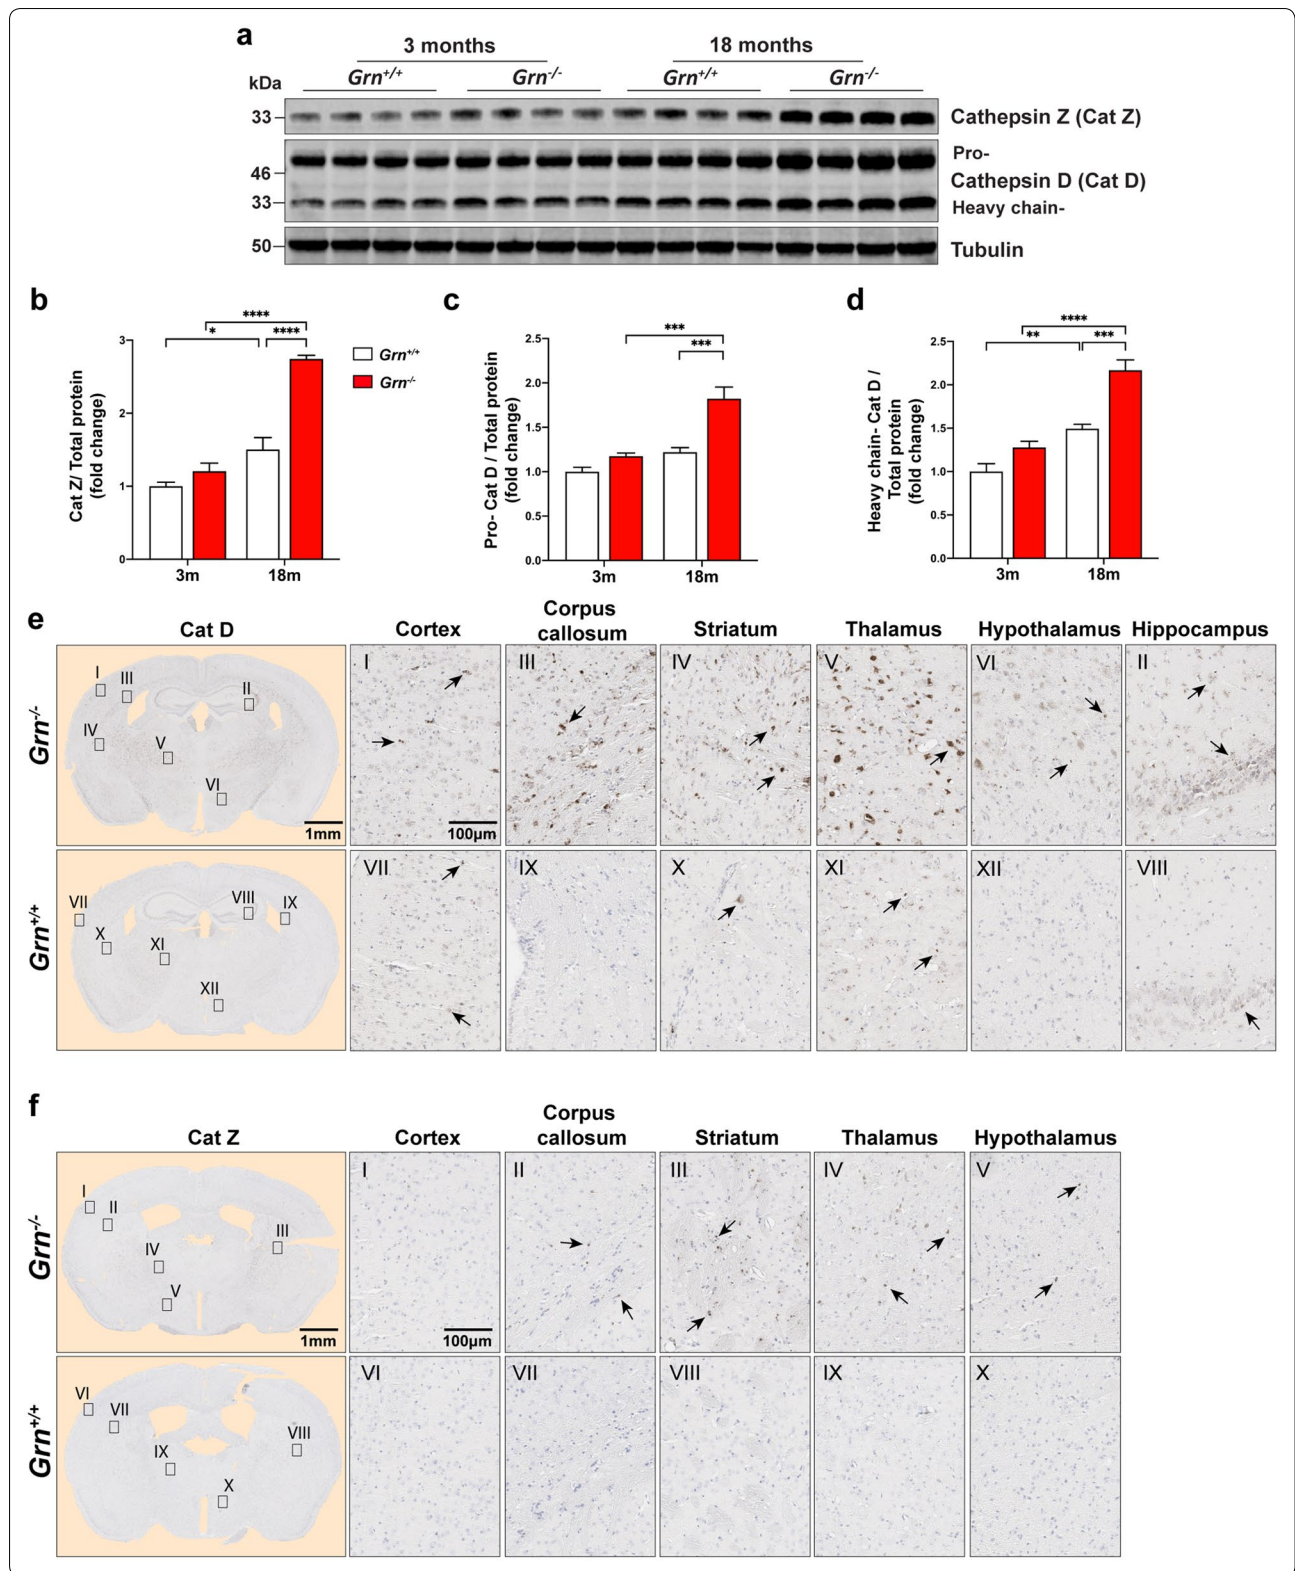 a
3 months
18 months
Grn+/+
Grn-/-
Grn+/+
Grn-/-
kDa
33
Cathepsin Z (Cat Z)
Pro-
46
Cathepsin D (Cat D)
33
Heavy chain-
50
Tubulin
b
Cat Z/ Total protein
(fold change)
3
2
1
0
*
****
****
3m
18m
Grn+/+
Grn-/-
c
Pro- Cat D / Total protein
(fold change)
2.5
2.0
1.5
1.0
0.5
0.0
***
***
3m
18m
d
Heavy chain- Cat D /
Total protein
(fold change)
2.5
2.0
1.5
1.0
0.5
0.0
****
**
***
3m
18m
e
Cat D
Cortex
Corpus
callosum
Striatum
Thalamus
Hypothalamus
Hippocampus
Grn-/-
I
III
II
IV
V
VI
1mm
I
100µm
III
IV
V
VI
II
Grn+/+
VII
VIII
IX
X
XI
XII
VII
IX
X
XI
XII
VIII
f
Cat Z
Cortex
Corpus
callosum
Striatum
Thalamus
Hypothalamus
Grn-/-
I
II
III
IV
V
1mm
I
100µm
II
III
IV
V
Grn+/+
VI
VII
VIII
IX
X
VI
VII
VIII
IX
X